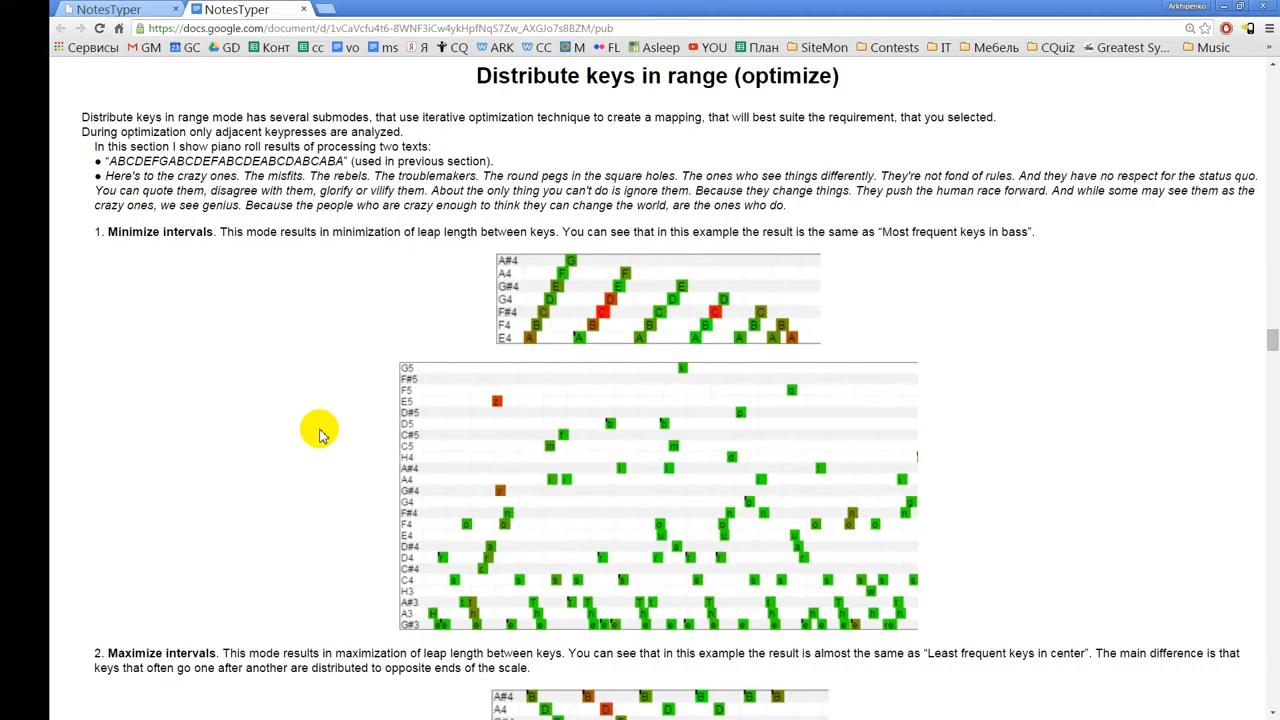 NotesTyper × NotesTyper × Arkhipenko
https://docs.google.com/document/d/1vCaVcfu4t6-8WNF3iCw4ykHpfNqS7Zw_AXGJo7s8BZM/pub
Сервисы GM GC GD Конт cc vo ms Я CQ ARK CC M FL Asleep YOU План SiteMon Contests IT Мебель CQuiz Greatest Sy... Music
Distribute keys in range (optimize)
Distribute keys in range mode has several submodes, that use iterative optimization technique to create a mapping, that will best suite the requirement, that you selected.
During optimization only adjacent keypresses are analyzed.
In this section I show piano roll results of processing two texts:
● “ABCDEFGABCDEFABCDEABCDABCABA” (used in previous section).
● Here's to the crazy ones. The misfits. The rebels. The troublemakers. The round pegs in the square holes. The ones who see things differently. They're not fond of rules. And they have no respect for the status quo.
You can quote them, disagree with them, glorify or vilify them. About the only thing you can't do is ignore them. Because they change things. They push the human race forward. And while some may see them as the
crazy ones, we see genius. Because the people who are crazy enough to think they can change the world, are the ones who do.
1. Minimize intervals. This mode results in minimization of leap length between keys. You can see that in this example the result is the same as “Most frequent keys in bass”.
A#4 G
A4 F F
G#4 E E E
G4 D D D D
F#4 C C C C C
F4 B B B B B B
E4 A A A A A A A
G5 k
F#5
F5 q
E5 z
D#5 p
D5 b b
C#5 f
C5 m m
H4 d
A#4 l l l
A4 i i i i
G#4 y
G4 g g
F#4 n n n n n
F4 o o o o o o o
E4 u u u
D#4 a a a
D4 r r r r r r r
C#4 c
C4 s s s s s s s s s s s s
H3 w
A#3 t t T t T T t T t T t
A3 H h h h h h h h h h
G#3 ee e e e e e e e e e e e e e
2. Maximize intervals. This mode results in maximization of leap length between keys. You can see that in this example the result is almost the same as “Least frequent keys in center”. The main difference is that
keys that often go one after another are distributed to opposite ends of the scale.
A#4 B B B B B B
A4 D D D D